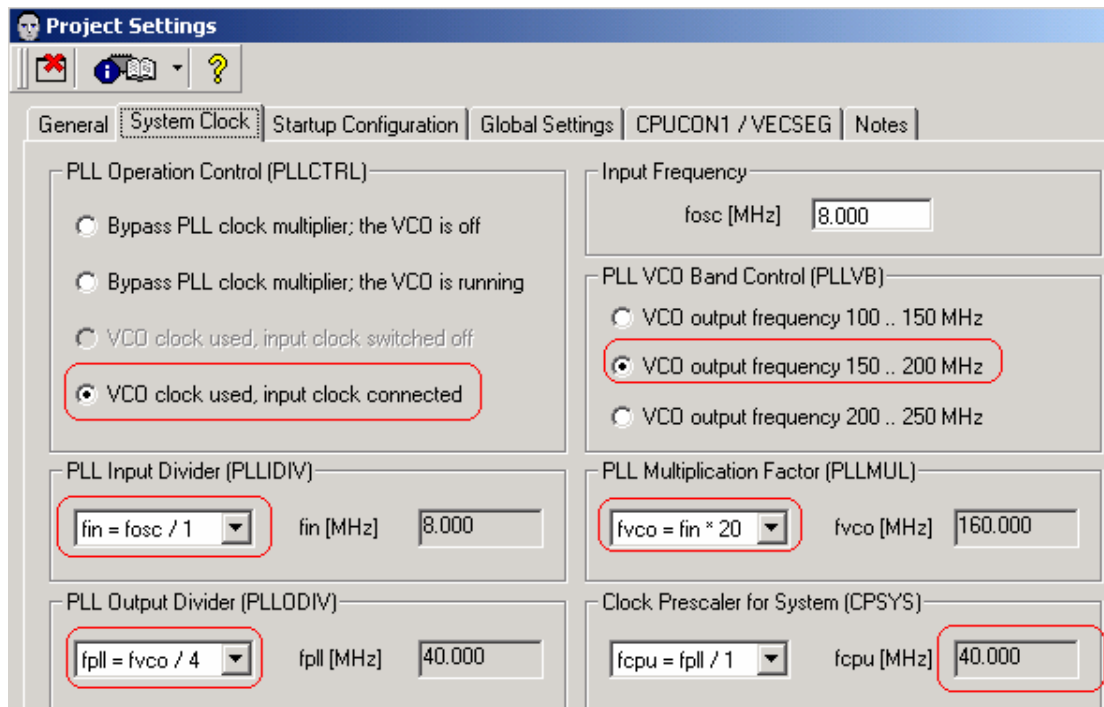 Project Settings
General System Clock Startup Configuration Global Settings CPUCON1 / VECSEG Notes
PLL Operation Control (PLLCTRL)
Bypass PLL clock multiplier; the VCO is off
Bypass PLL clock multiplier; the VCO is running
VCO clock used, input clock switched off
VCO clock used, input clock connected
Input Frequency
fosc [MHz] 8.000
PLL VCO Band Control (PLLVB)
VCO output frequency 100 .. 150 MHz
VCO output frequency 150 .. 200 MHz
VCO output frequency 200 .. 250 MHz
PLL Input Divider (PLLIDIV)
fin = fosc / 1 fin [MHz] 8.000
PLL Multiplication Factor (PLLMUL)
fvco = fin * 20 fvco [MHz] 160.000
PLL Output Divider (PLLODIV)
fpll = fvco / 4 fpll [MHz] 40.000
Clock Prescaler for System (CPSYS)
fcpu = fpll / 1 fcpu [MHz] 40.000